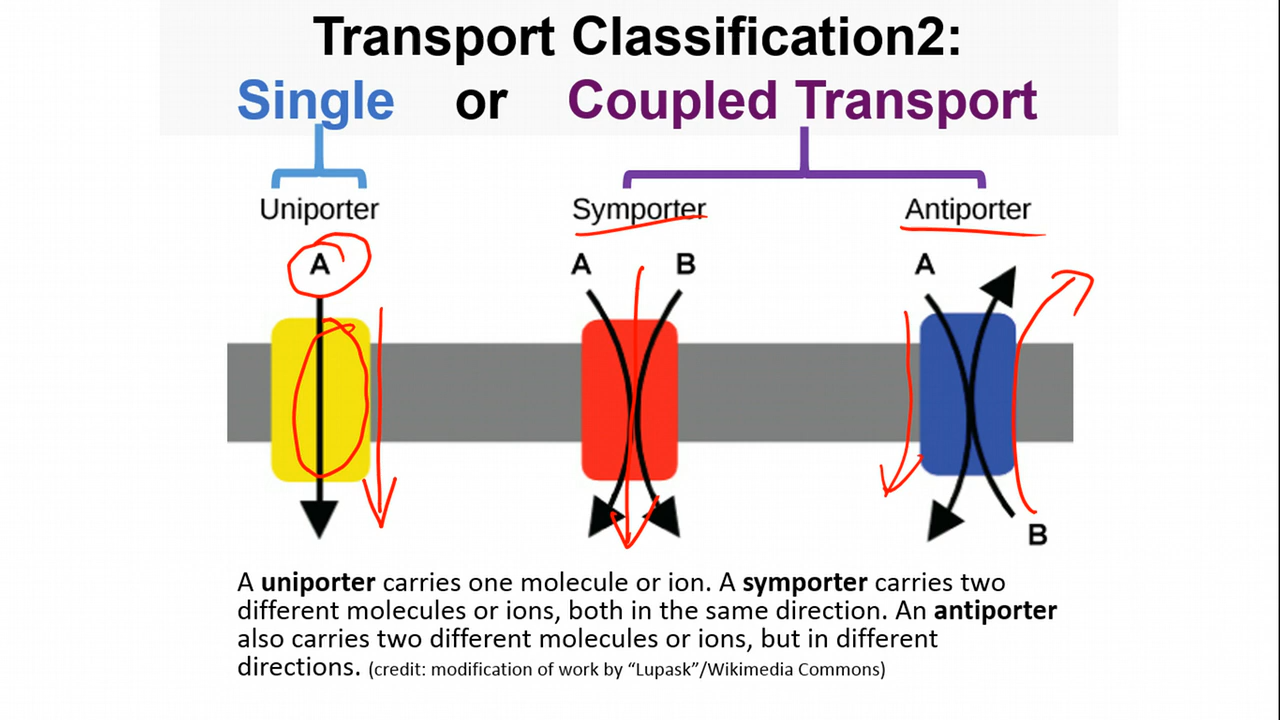 Transport Classification2:
Single or Coupled Transport
Uniporter Symporter Antiporter
A A B A
B
A uniporter carries one molecule or ion. A symporter carries two
different molecules or ions, both in the same direction. An antiporter
also carries two different molecules or ions, but in different
directions. (credit: modification of work by “Lupask”/Wikimedia Commons)